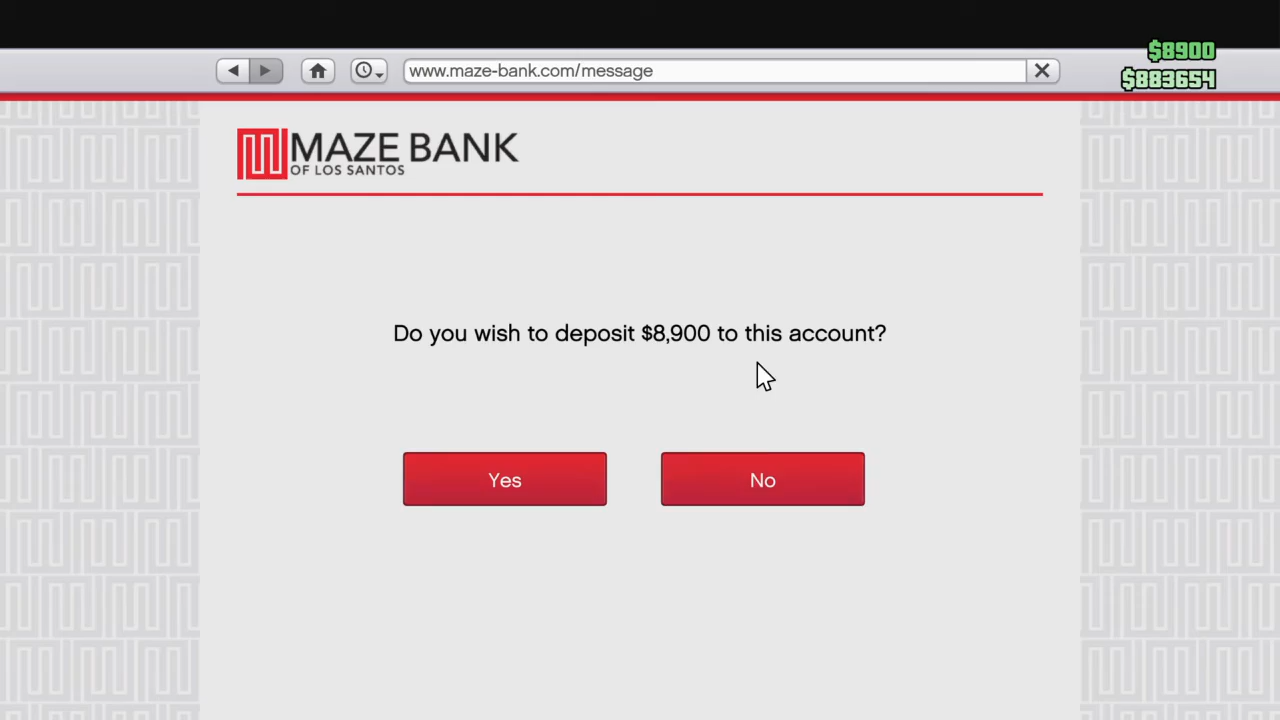 $8900
www.maze-bank.com/message
$883654
MAZE BANK
OF LOS SANTOS
Do you wish to deposit $8,900 to this account?
Yes
No